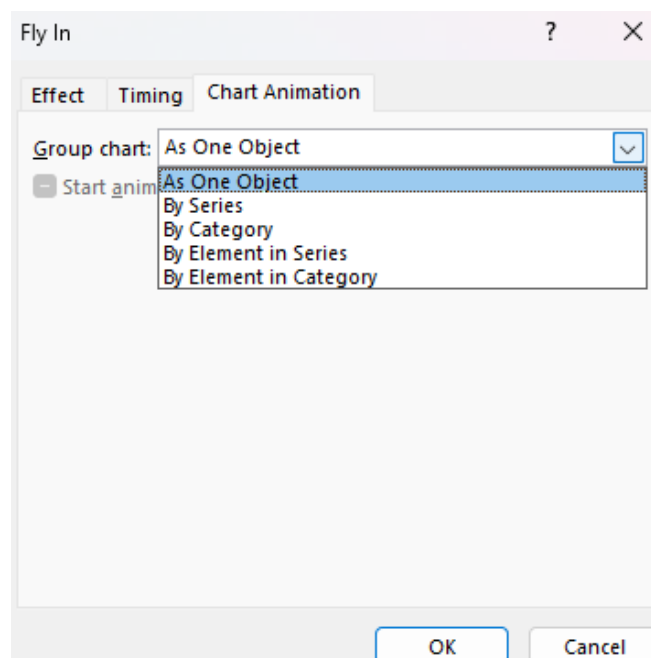 Fly In ? ×
Effect Timing Chart Animation
Group chart: As One Object
Start anim
As One Object
By Series
By Category
By Element in Series
By Element in Category
OK Cancel